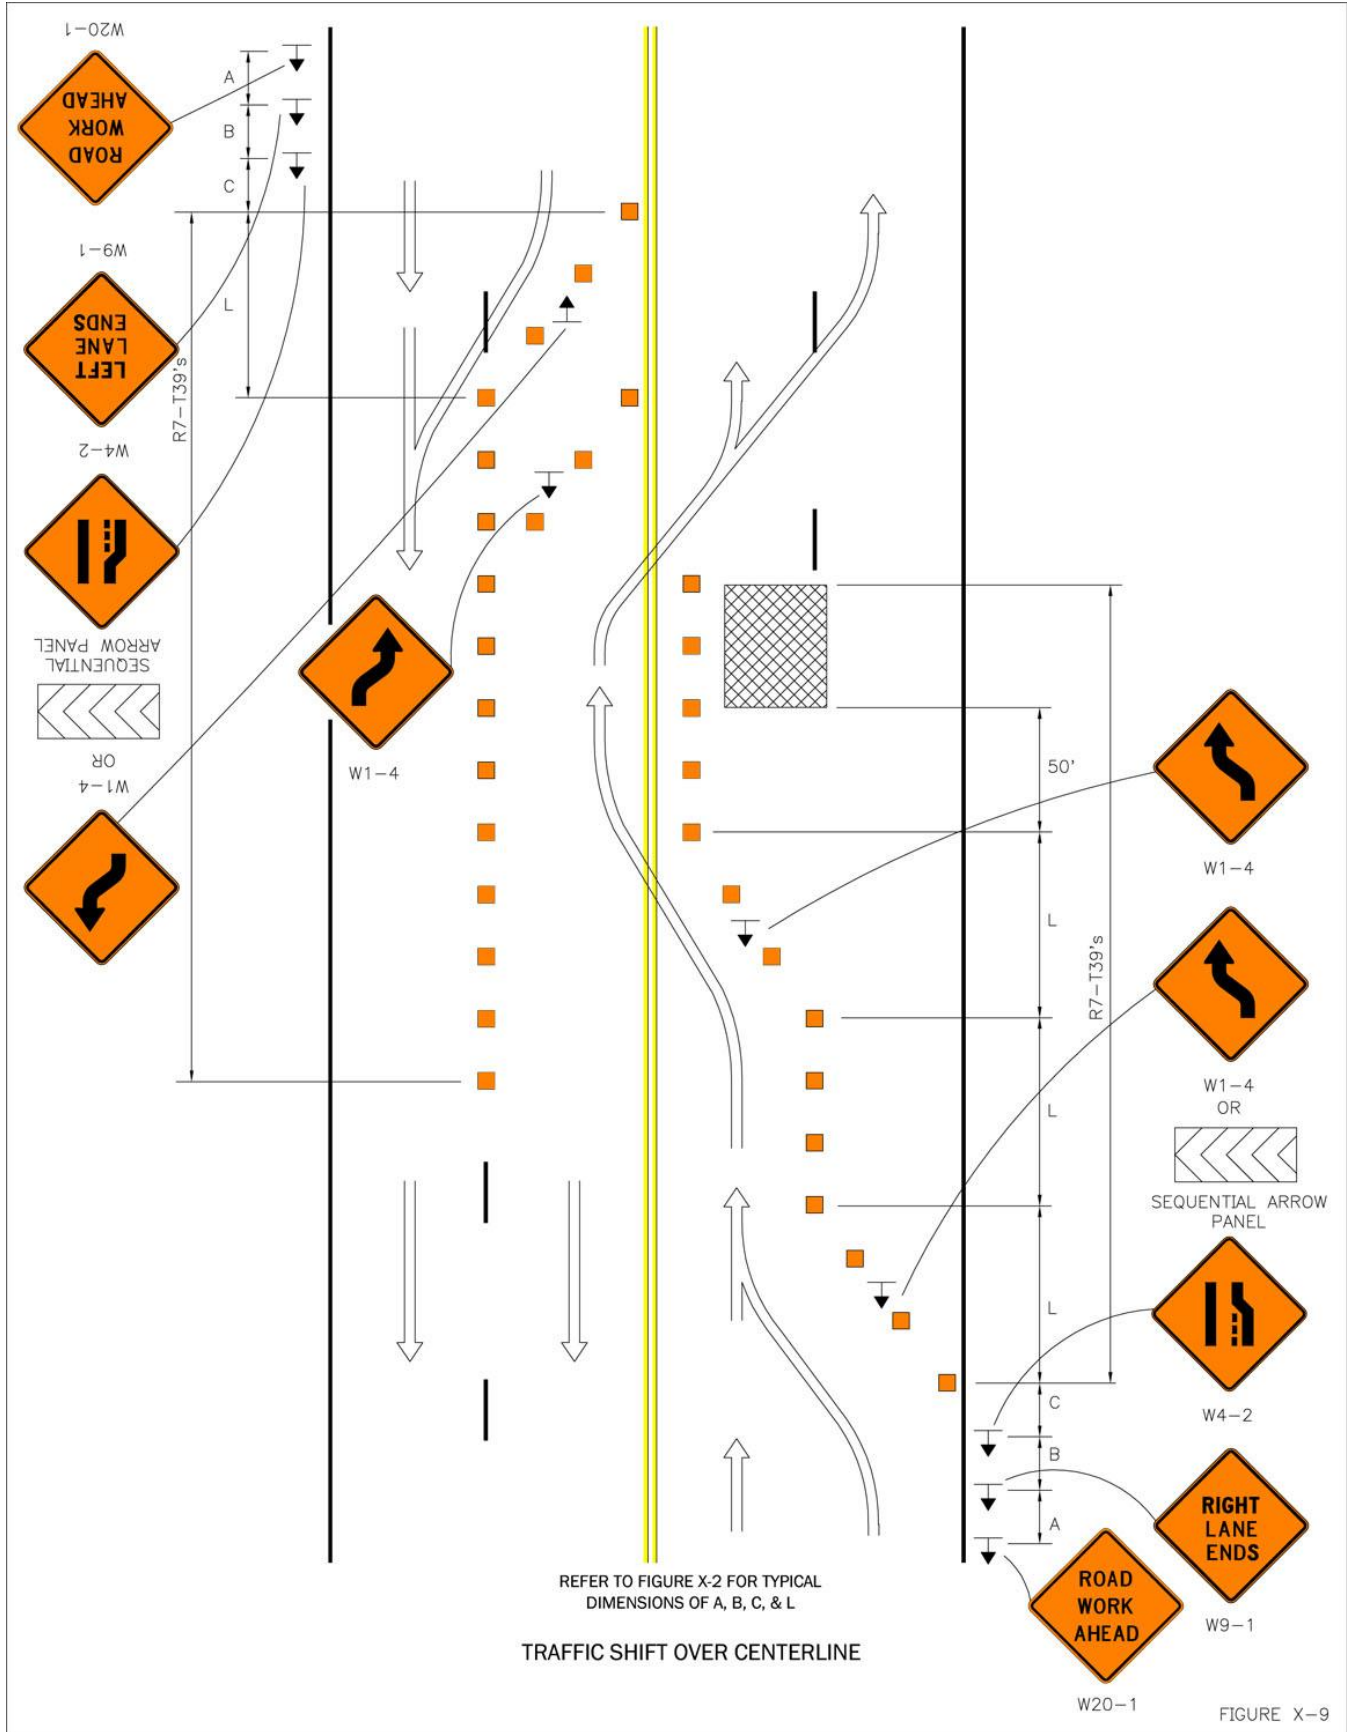 W20-1
ROAD
WORK
AHEAD
A
B
C
L
R7-T39's
W9-1
LEFT
LANE
ENDS
W4-2
SEQUENTIAL
ARROW PANEL
OR
W1-4
W1-4
50'
L
L
L
C
B
A
R7-T39's
W1-4
W1-4
OR
SEQUENTIAL ARROW
PANEL
W4-2
RIGHT
LANE
ENDS
W9-1
ROAD
WORK
AHEAD
W20-1
REFER TO FIGURE X-2 FOR TYPICAL
DIMENSIONS OF A, B, C, & L
TRAFFIC SHIFT OVER CENTERLINE
FIGURE X-9